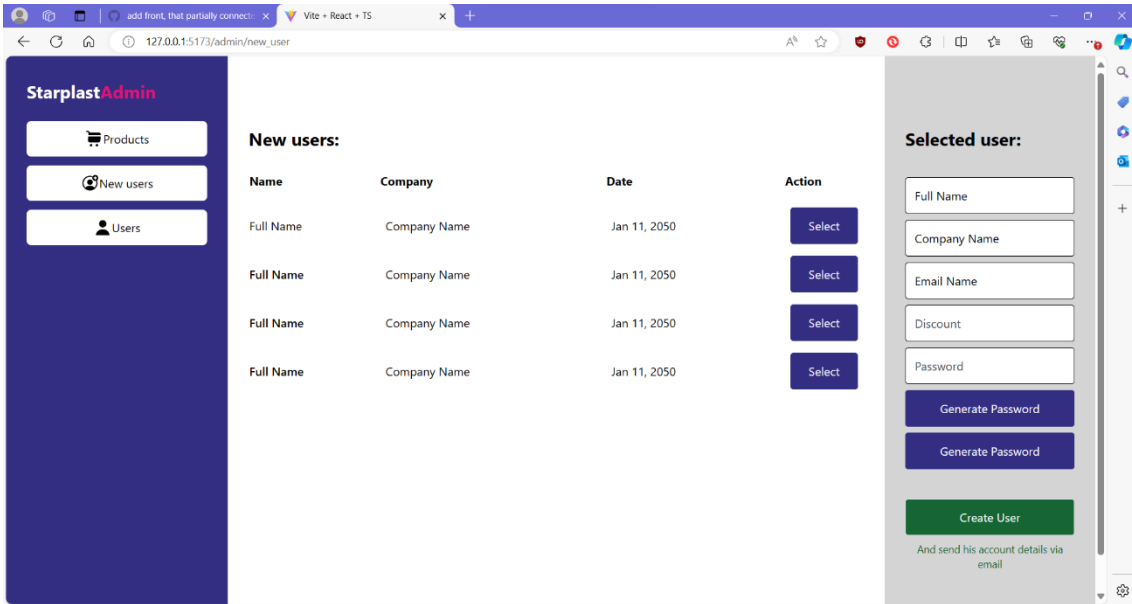 add front, that partially connects
Vite + React + TS
127.0.0.1:5173/admin/new_user
StarplastAdmin
Products
New users
Users
New users:
Name Company Date Action
Full Name Company Name Jan 11, 2050 Select
Full Name Company Name Jan 11, 2050 Select
Full Name Company Name Jan 11, 2050 Select
Full Name Company Name Jan 11, 2050 Select
Selected user:
Full Name
Company Name
Email Name
Discount
Password
Generate Password
Generate Password
Create User
And send his account details via
email